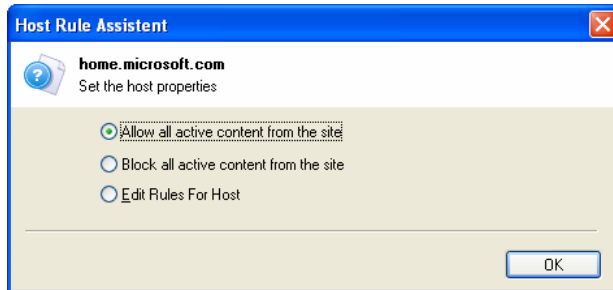 Host Rule Assistent
home.microsoft.com
Set the host properties
Allow all active content from the site
Block all active content from the site
Edit Rules For Host
OK